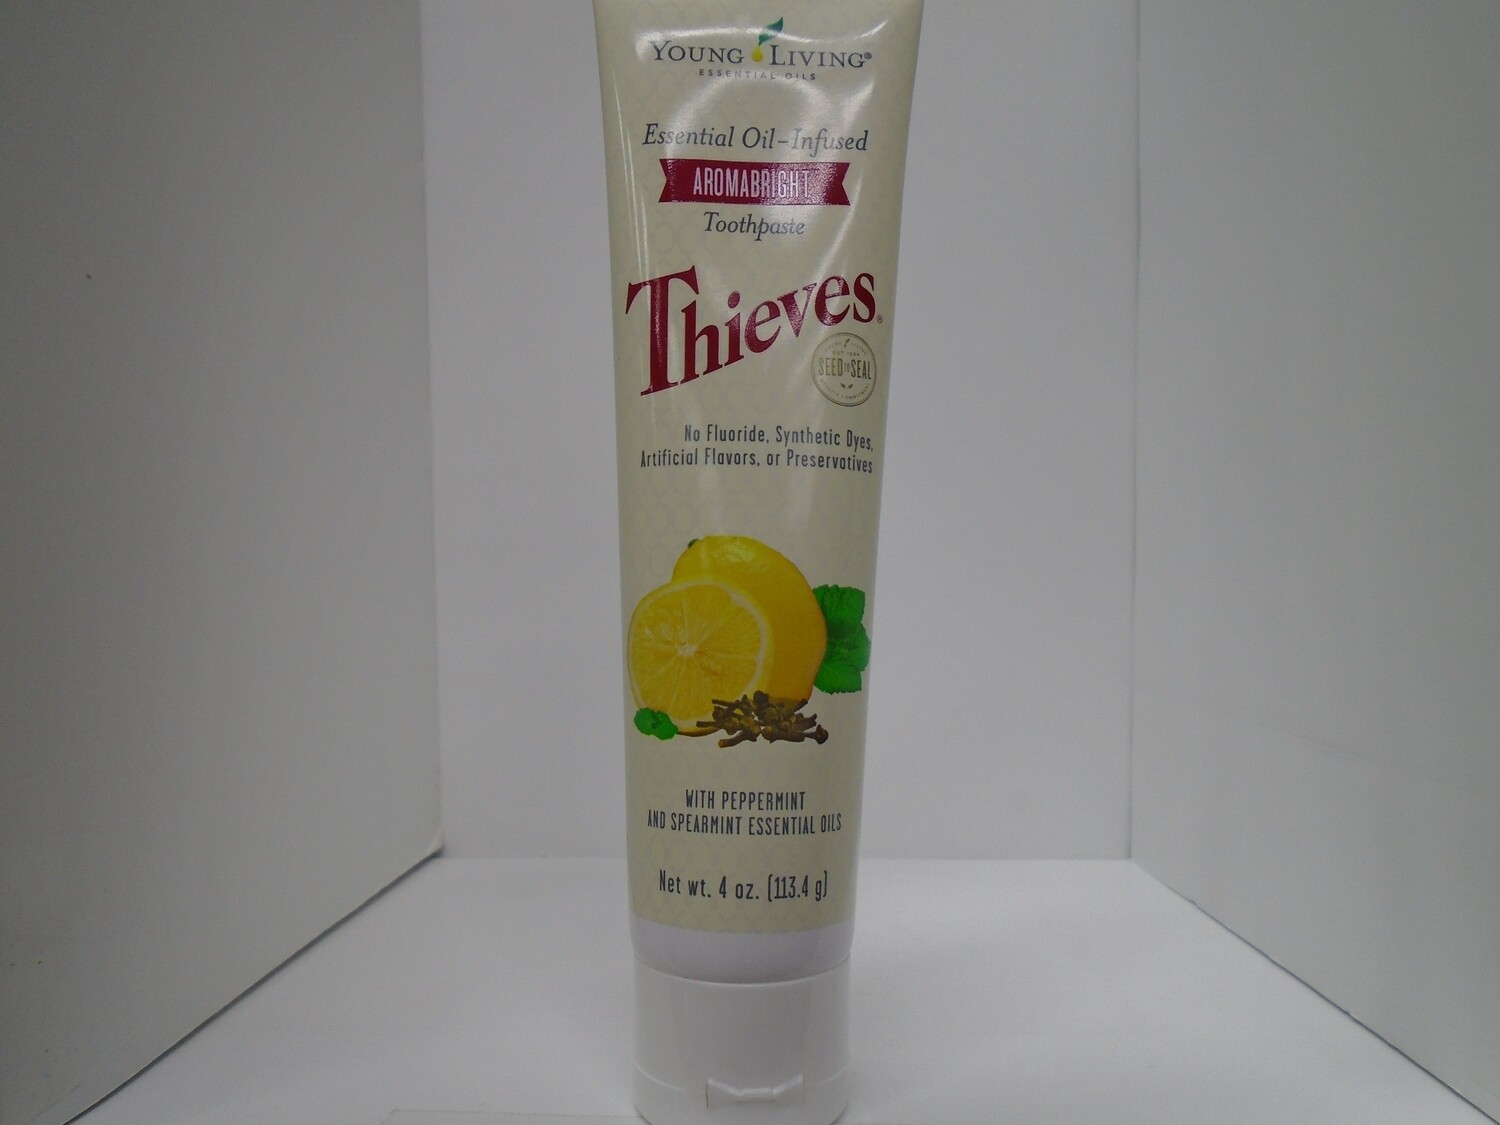 YOUNG LIVING®
ESSENTIAL OILS
Essential Oil-Infused
AROMABRIGHT
Toothpaste
Thieves®
SEED TO SEAL
No Fluoride, Synthetic Dyes,
Artificial Flavors, or Preservatives
WITH PEPPERMINT
AND SPEARMINT ESSENTIAL OILS
Net wt. 4 oz. (113.4 g)